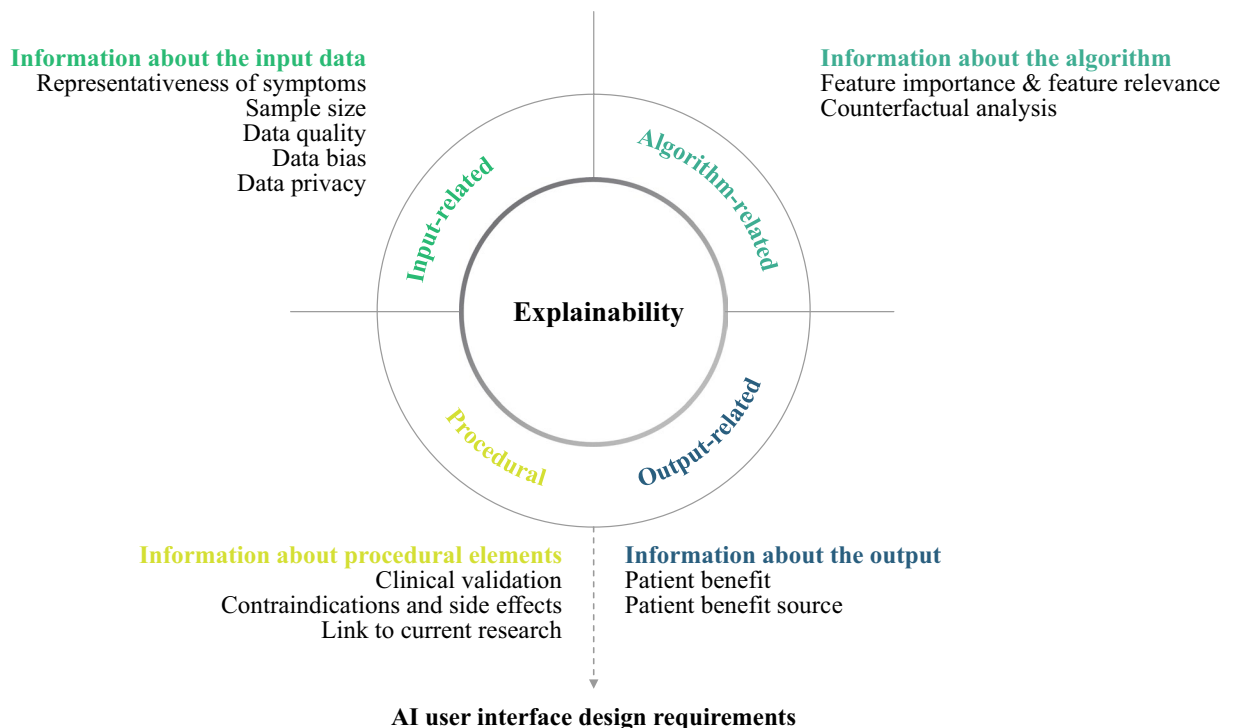 Information about the input data
Representativeness of symptoms
Sample size
Data quality
Data bias
Data privacy
Information about the algorithm
Feature importance & feature relevance
Counterfactual analysis
Input-related
Algorithm-related
Explainability
Procedural
Output-related
Information about procedural elements
Clinical validation
Contraindications and side effects
Link to current research
Information about the output
Patient benefit
Patient benefit source
AI user interface design requirements